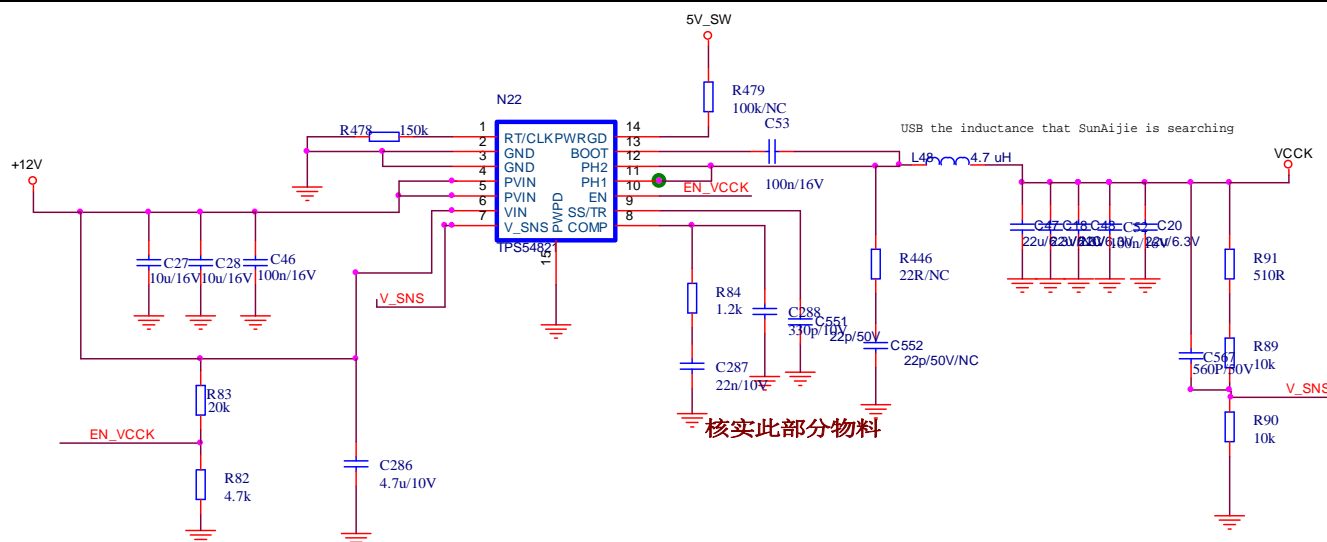 5V_SW
N22
R479
100k/NC
C53
100n/16V
R478 150k
1
2
3
4
5
6
7
RT/CLK
GND
GND
PVIN
PVIN
VIN
V_SNS
PWRGD
BOOT
PH2
PH1
EN
SS/TR
COMP
PWPD
14
13
12
11
10
9
8
15
TPS54821
EN_VCCK
USB the inductance that SunAijie is searching
L48 4.7 uH
VCCK
+12V
C27
10u/16V
C28
10u/16V
C46
100n/16V
V_SNS
R84
1.2k
C287
22n/10V
C288
330p/10V
C551
22p/50V
R446
22R/NC
C552
22p/50V/NC
C47
C18
C48
C52
100n/16V
C20
22u/6.3V
R91
510R
R89
10k
C567
560P/50V
V_SNS
R90
10k
R83
20k
EN_VCCK
R82
4.7k
C286
4.7u/10V
核实此部分物料